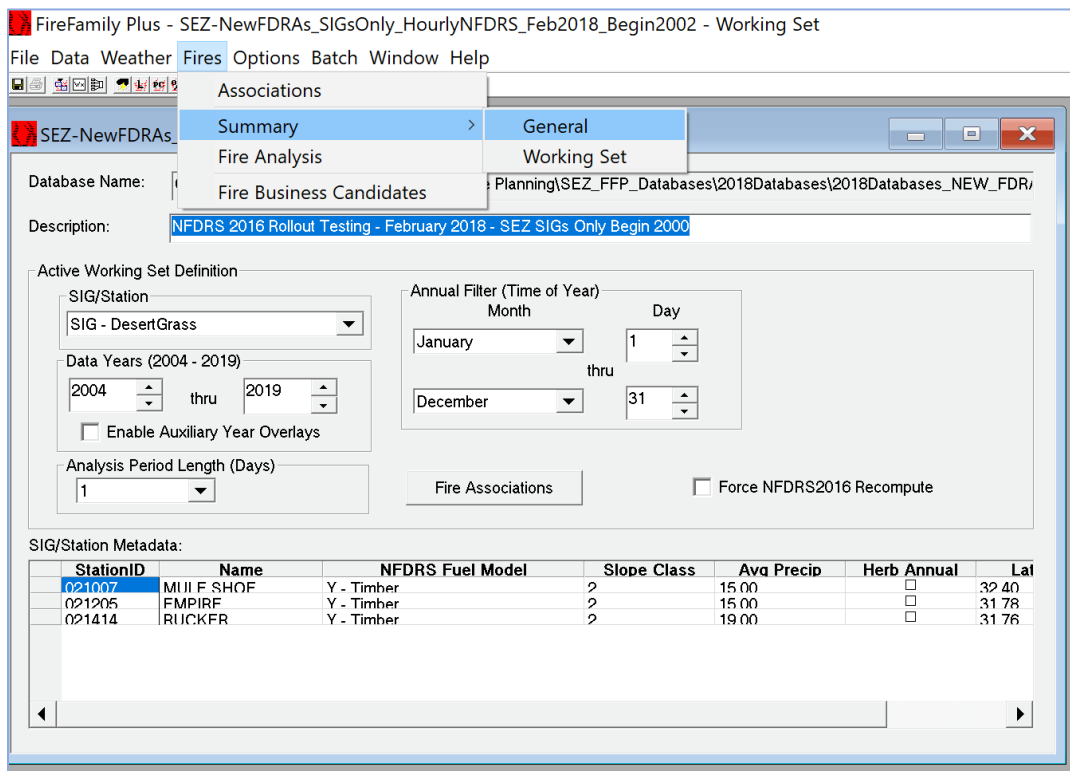 FireFamily Plus - SEZ-NewFDRAs_SIGsOnly_HourlyNFDRS_Feb2018_Begin2002 - Working Set
File Data Weather Fires Options Batch Window Help
Associations
Summary > General
SEZ-NewFDRAs_
Fire Analysis Working Set
Database Name: e Planning\SEZ_FFP_Databases\2018Databases\2018Databases_NEW_FDR
Fire Business Candidates
Description: NFDRS 2016 Rollout Testing - February 2018 - SEZ SIGs Only Begin 2000
Active Working Set Definition
SIG/Station
SIG - DesertGrass
Annual Filter (Time of Year)
Month Day
January 1
thru
December 31
Data Years (2004 - 2019)
2004 thru 2019
Enable Auxiliary Year Overlays
Analysis Period Length (Days)
1
Fire Associations
Force NFDRS2016 Recompute
SIG/Station Metadata:
StationID Name NFDRS Fuel Model Slope Class Avg Precip Herb Annual Lat
021007 MULE SHOE Y - Timber 2 15.00 32.40
021205 EMPIRE Y - Timber 2 15.00 31.78
021414 RUCKER Y - Timber 2 19.00 31.76